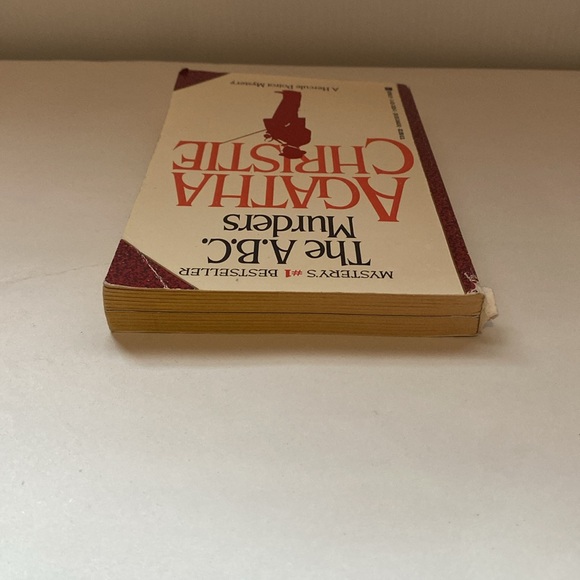 MYSTERY'S #1 BESTSELLER
The A.B.C.
Murders
AGATHA
CHRISTIE
A Hercule Poirot Mystery